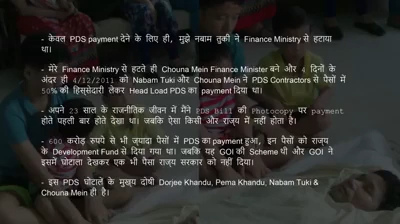 - केवल PDS payment देने के लिए ही, मुझे नबाम तुकी ने Finance Ministry से हटाया
था।
- मेरे Finance Ministry से हटते ही Chouna Mein Finance Minister बने और 4 दिनों के
अंदर ही 4/12/2011 को Nabam Tuki और Chouna Mein ने PDS Contractors से पैसों में
50% की हिस्सेदारी लेकर Head Load PDS का payment दिया था।
- अपने 23 साल के राजनीतिक जीवन में मैंने PDS Bill की Photocopy पर payment
होते पहली बार होते देखा था। जबकि ऐसा किसी और राज्य में नहीं होता है।
- 600 करोड़ रुपये से भी ज्यादा पैसों में PDS का payment हुआ, इन पैसों को राज्य
के Development Fund से दिया गया था। जबकि यह GOI की Scheme थी और GOI ने
इसमें घोटाला देखकर एक भी पैसा राज्य सरकार को नहीं दिया।
- इस PDS घोटालें के मुख्य दोषी Dorjee Khandu, Pema Khandu, Nabam Tuki &
Chouna Mein ही है।